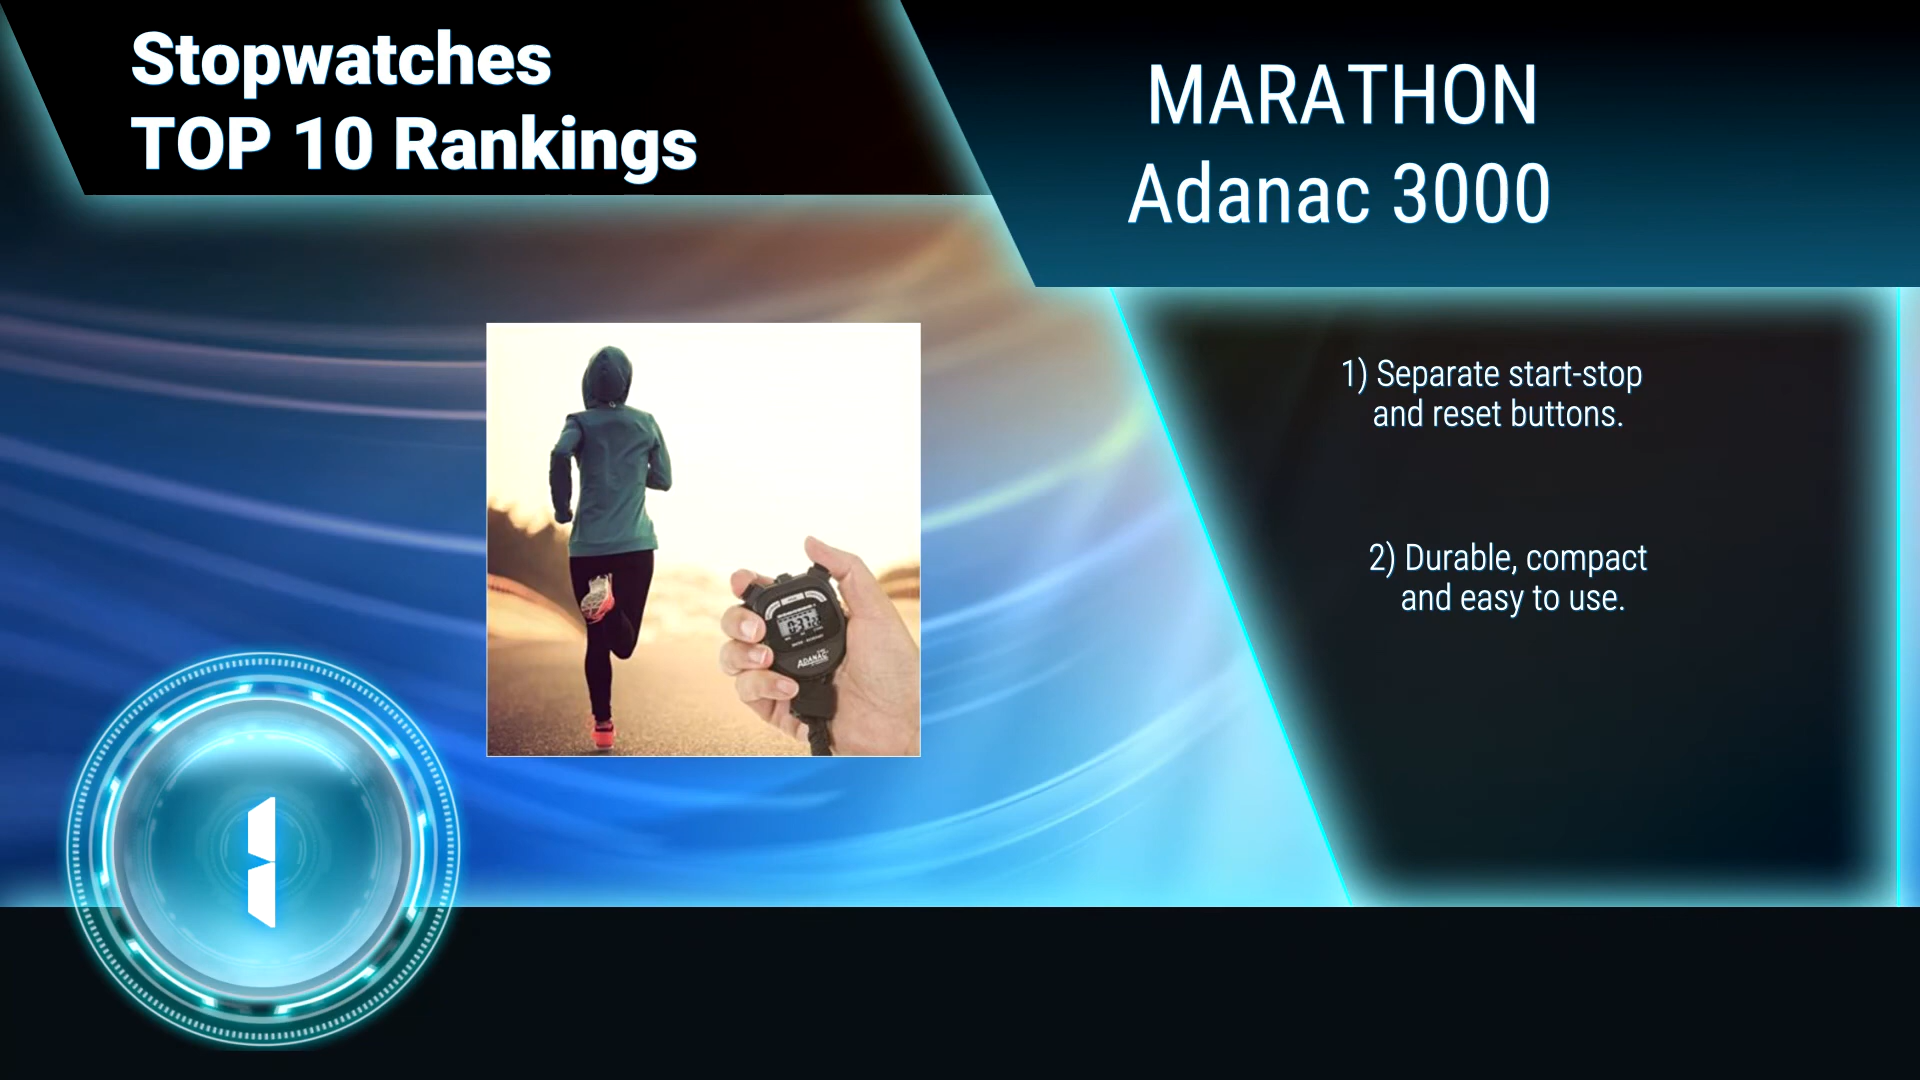 Stopwatches
TOP 10 Rankings
MARATHON
Adanac 3000
1) Separate start-stop
and reset buttons.
2) Durable, compact
and easy to use.
ADANAC
1